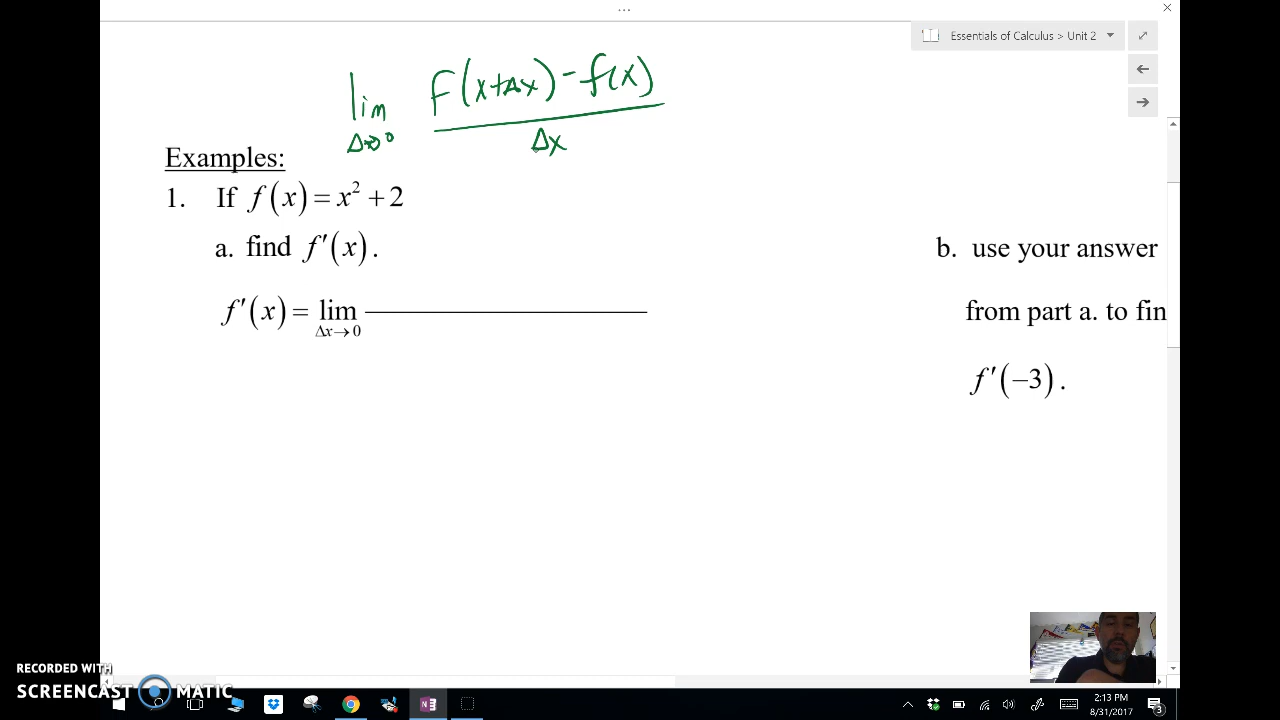 ...
Essentials of Calculus > Unit 2
lim Δx→0 F(x+Δx) - f(x) / Δx
Examples:
1. If f(x) = x² + 2
a. find f′(x).
b. use your answer
f′(x) = lim Δx→0
from part a. to fin
f′(−3).
RECORDED WITH
SCREENCAST MATIC
2:13 PM
8/31/2017
N
3